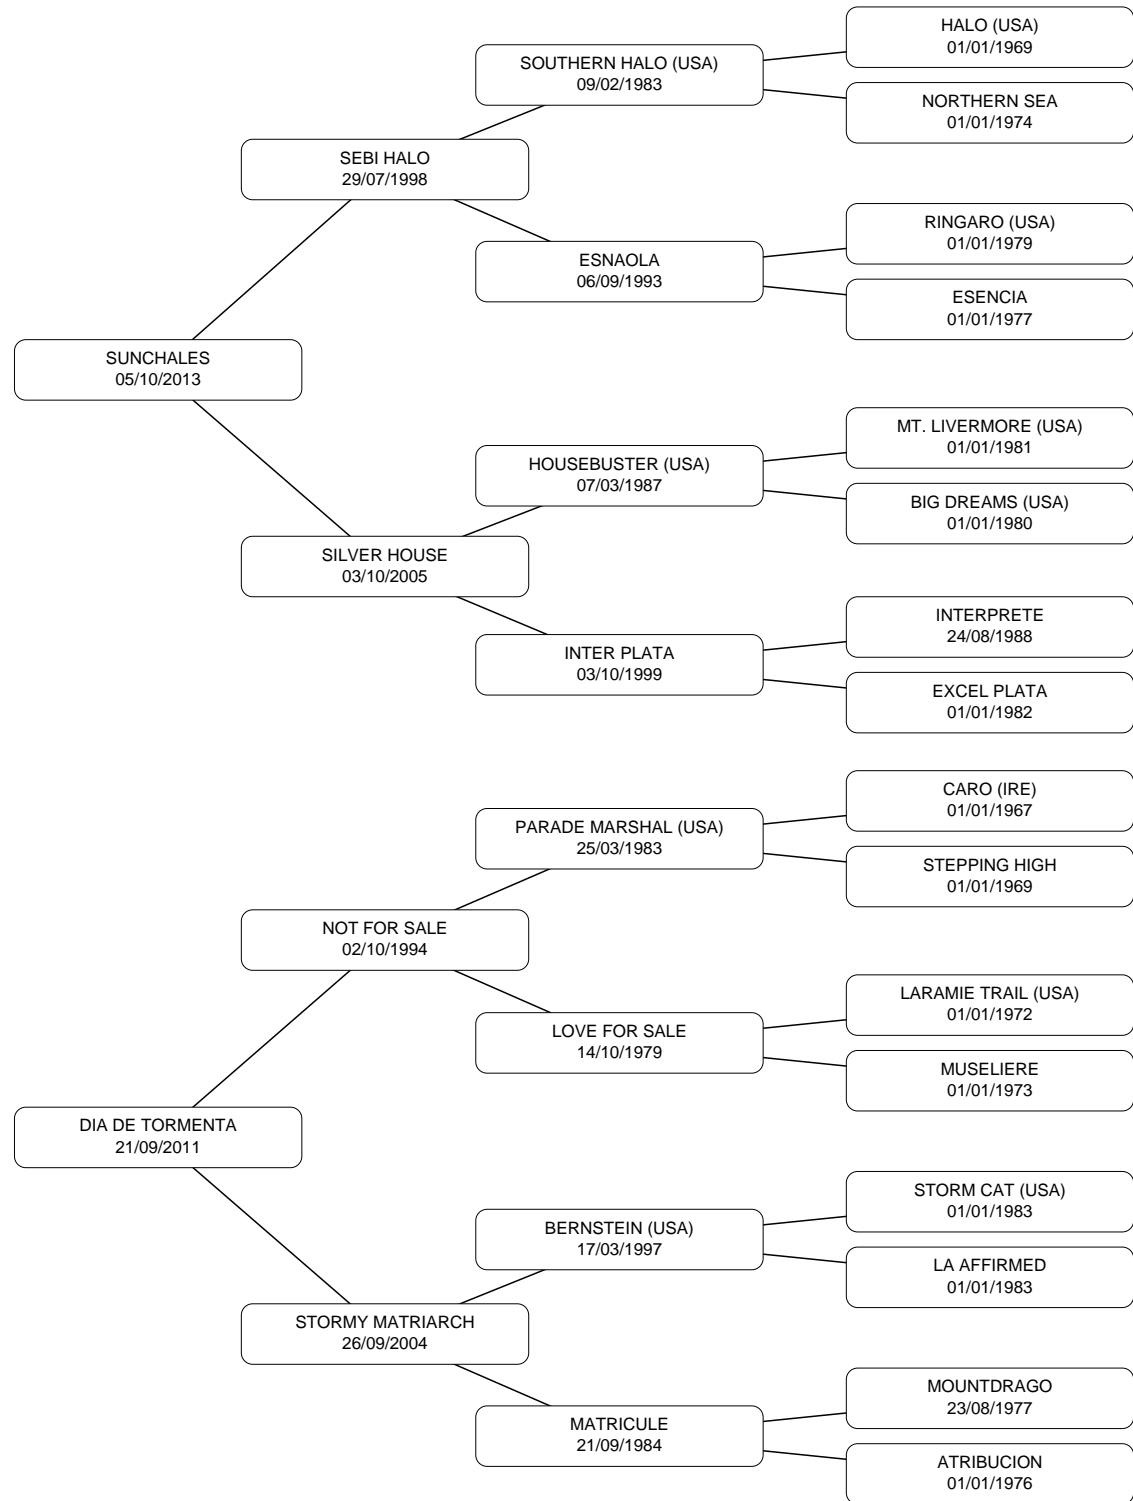 HALO (USA)
01/01/1969
SOUTHERN HALO (USA)
09/02/1983
NORTHERN SEA
01/01/1974
SEBI HALO
29/07/1998
RINGARO (USA)
01/01/1979
ESNAOLA
06/09/1993
ESENCIA
01/01/1977
SUNCHALES
05/10/2013
MT. LIVERMORE (USA)
01/01/1981
HOUSEBUSTER (USA)
07/03/1987
BIG DREAMS (USA)
01/01/1980
SILVER HOUSE
03/10/2005
INTERPRETE
24/08/1988
INTER PLATA
03/10/1999
EXCEL PLATA
01/01/1982
CARO (IRE)
01/01/1967
PARADE MARSHAL (USA)
25/03/1983
STEPPING HIGH
01/01/1969
NOT FOR SALE
02/10/1994
LARAMIE TRAIL (USA)
01/01/1972
LOVE FOR SALE
14/10/1979
MUSELIERE
01/01/1973
DIA DE TORMENTA
21/09/2011
STORM CAT (USA)
01/01/1983
BERNSTEIN (USA)
17/03/1997
LA AFFIRMED
01/01/1983
STORMY MATRIARCH
26/09/2004
MOUNTDRAGO
23/08/1977
MATRICULE
21/09/1984
ATRIBUCION
01/01/1976